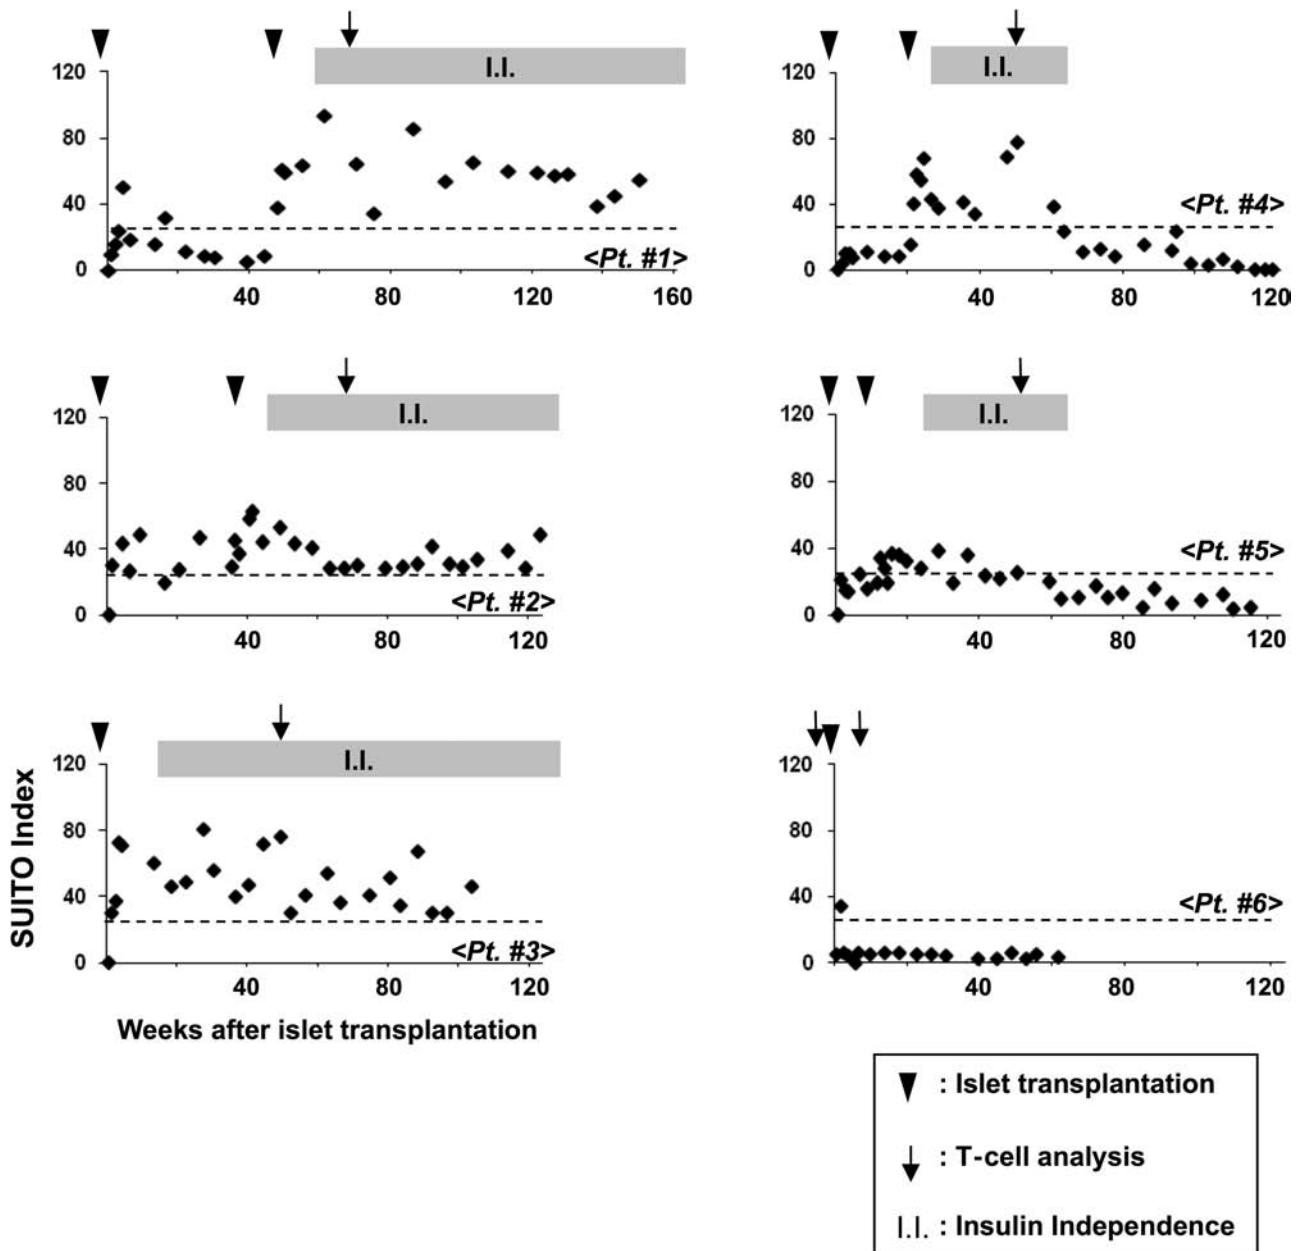 I.I.
120
80
40
0
<Pt. #1>
40
80
120
160
I.I.
120
80
40
0
<Pt. #4>
40
80
120
I.I.
120
80
40
0
<Pt. #2>
40
80
120
I.I.
120
80
40
0
<Pt. #5>
40
80
120
I.I.
120
80
40
0
<Pt. #3>
40
80
120
SUITO Index
Weeks after islet transplantation
120
80
40
0
<Pt. #6>
40
80
120
: Islet transplantation
: T-cell analysis
I.I. : Insulin Independence